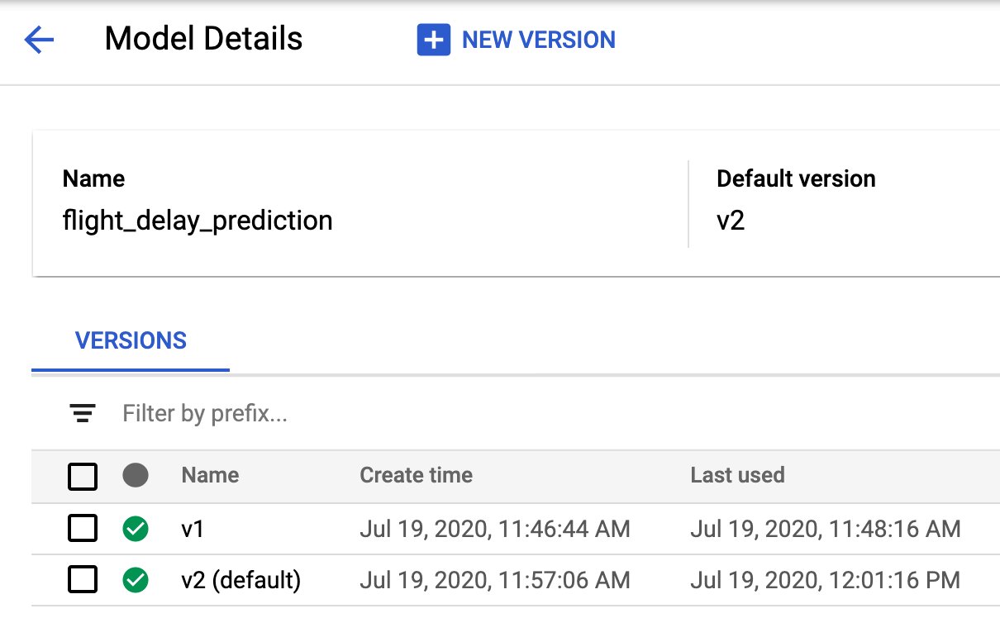 Model Details NEW VERSION
Name Default version
flight_delay_prediction v2
VERSIONS
Filter by prefix...
Name Create time Last used
v1 Jul 19, 2020, 11:46:44 AM Jul 19, 2020, 11:48:16 AM
v2 (default) Jul 19, 2020, 11:57:06 AM Jul 19, 2020, 12:01:16 PM